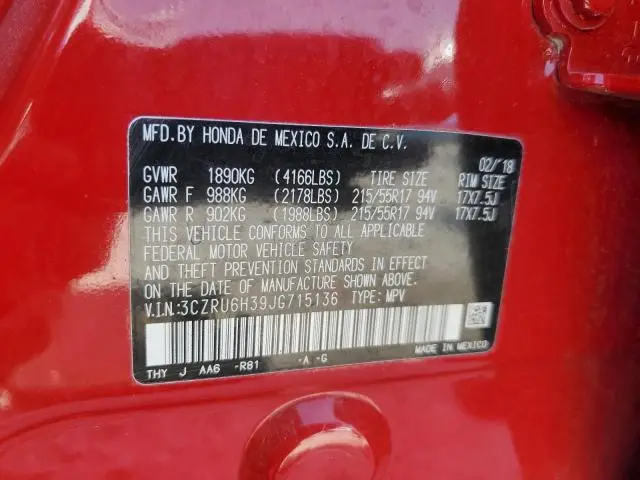 MFD. BY HONDA DE MEXICO S.A. DE C.V.
02/'18
GVWR 1890KG (4166LBS) TIRE SIZE RIM SIZE
GAWR F 988KG (2178LBS) 215/55R17 94V 17X7.5J
GAWR R 902KG (1988LBS) 215/55R17 94V 17X7.5J
THIS VEHICLE CONFORMS TO ALL APPLICABLE
FEDERAL MOTOR VEHICLE SAFETY
AND THEFT PREVENTION STANDARDS IN EFFECT
ON THE DATE OF MANUFACTURE SHOWN ABOVE.
V.I.N.:3CZRU6H39JG715136 TYPE: MPV
THY J AA6 -R81 -A -G
MADE IN MEXICO